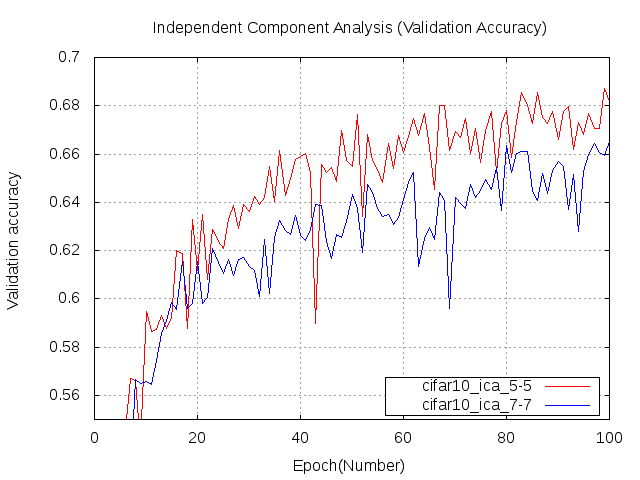 Independent Component Analysis (Validation Accuracy)
0.7
0.68
0.66
0.64
0.62
0.6
0.58
0.56
Validation accuracy
cifar10_ica_5-5
cifar10_ica_7-7
0 20 40 60 80 100
Epoch(Number)